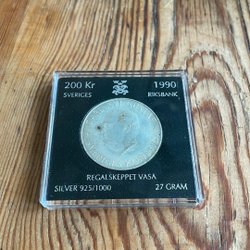 200 Kr 1990
SVERIGES RIKSBANK
REGALSKEPPET VASA
SILVER 925/1000 27 GRAM